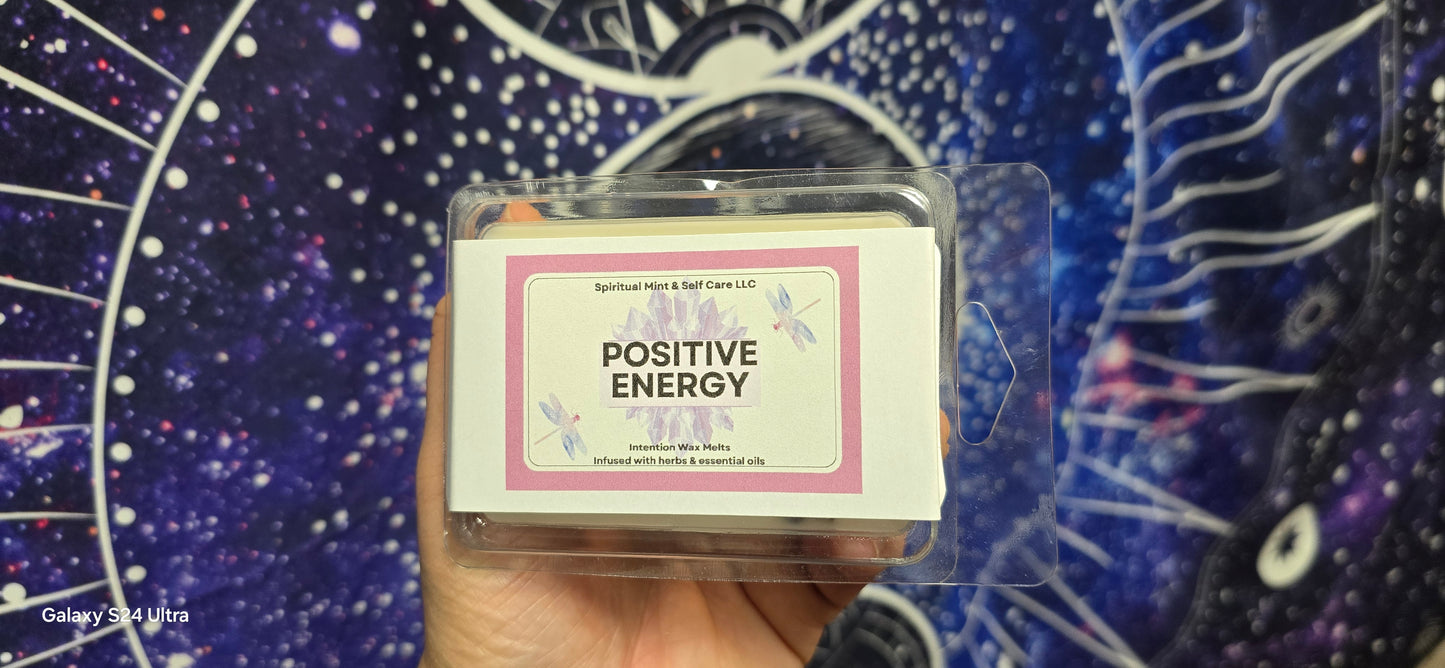 Spiritual Mint & Self Care LLC
POSITIVE
ENERGY
Intention Wax Melts
Infused with herbs & essential oils
Galaxy S24 Ultra